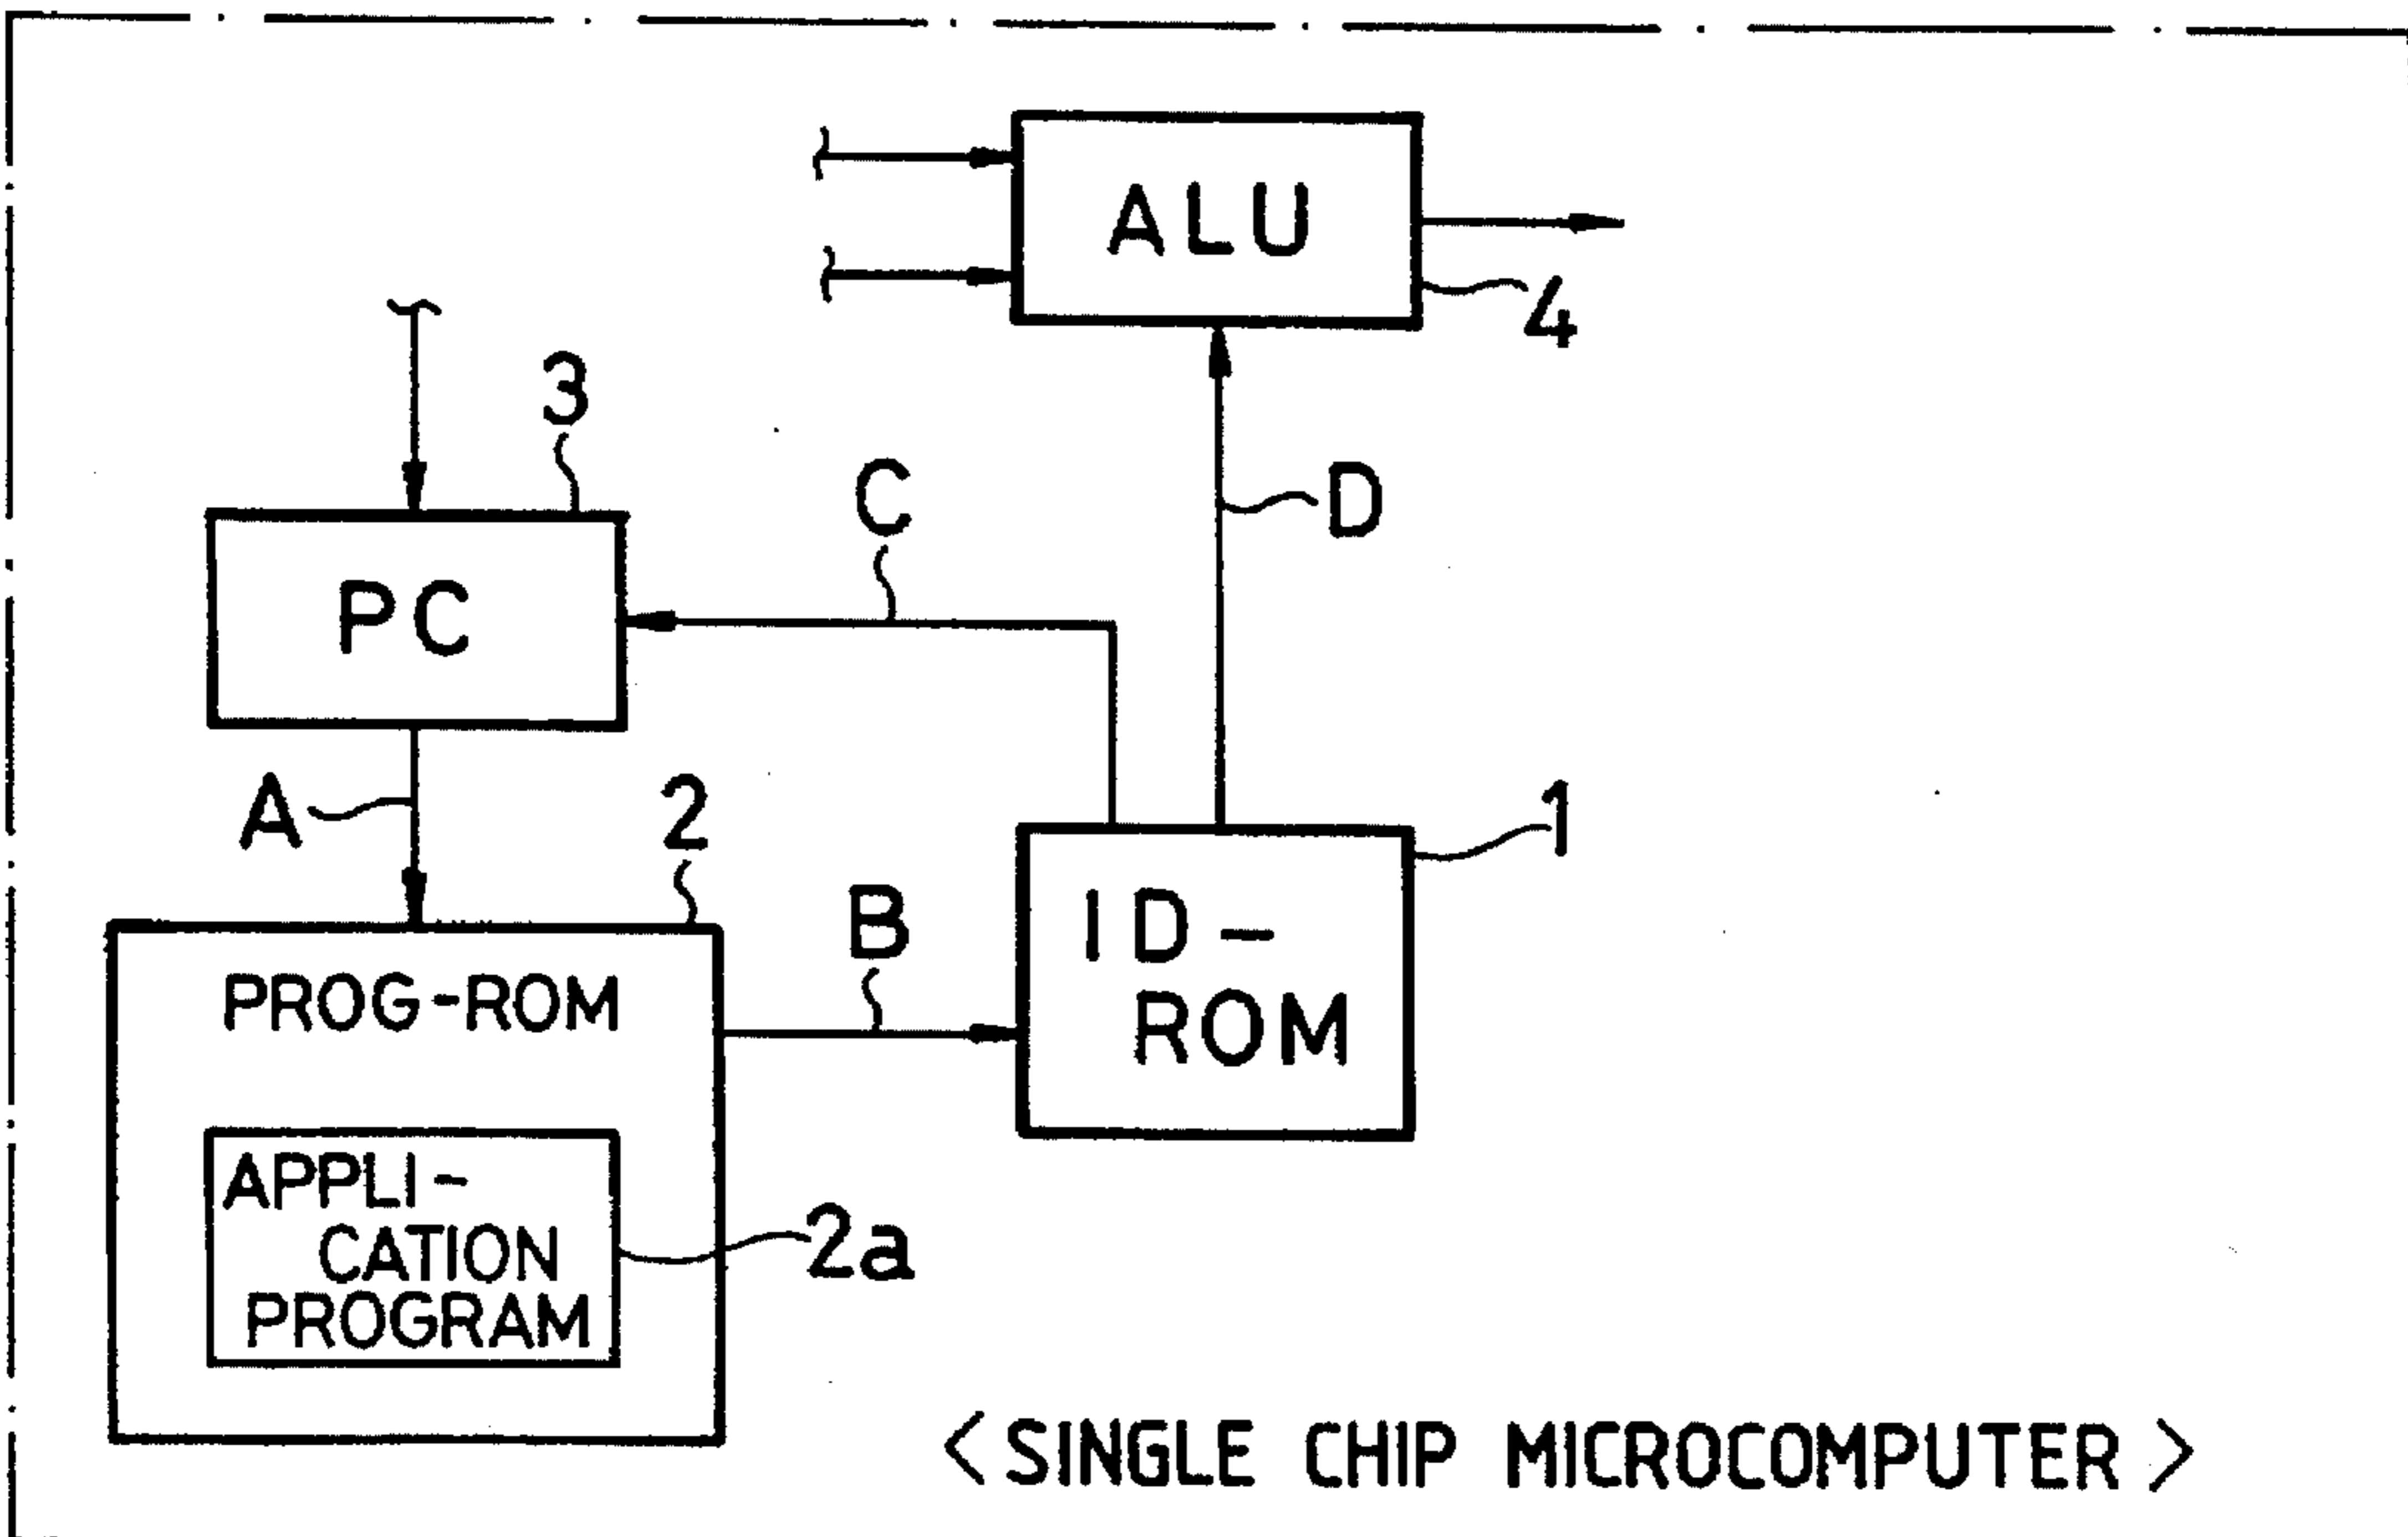 ALU
4
3
C
D
PC
A
2
1
B
ID-
ROM
PROG-ROM
APPLI-
CATION
PROGRAM
2a
<SINGLE CHIP MICROCOMPUTER>